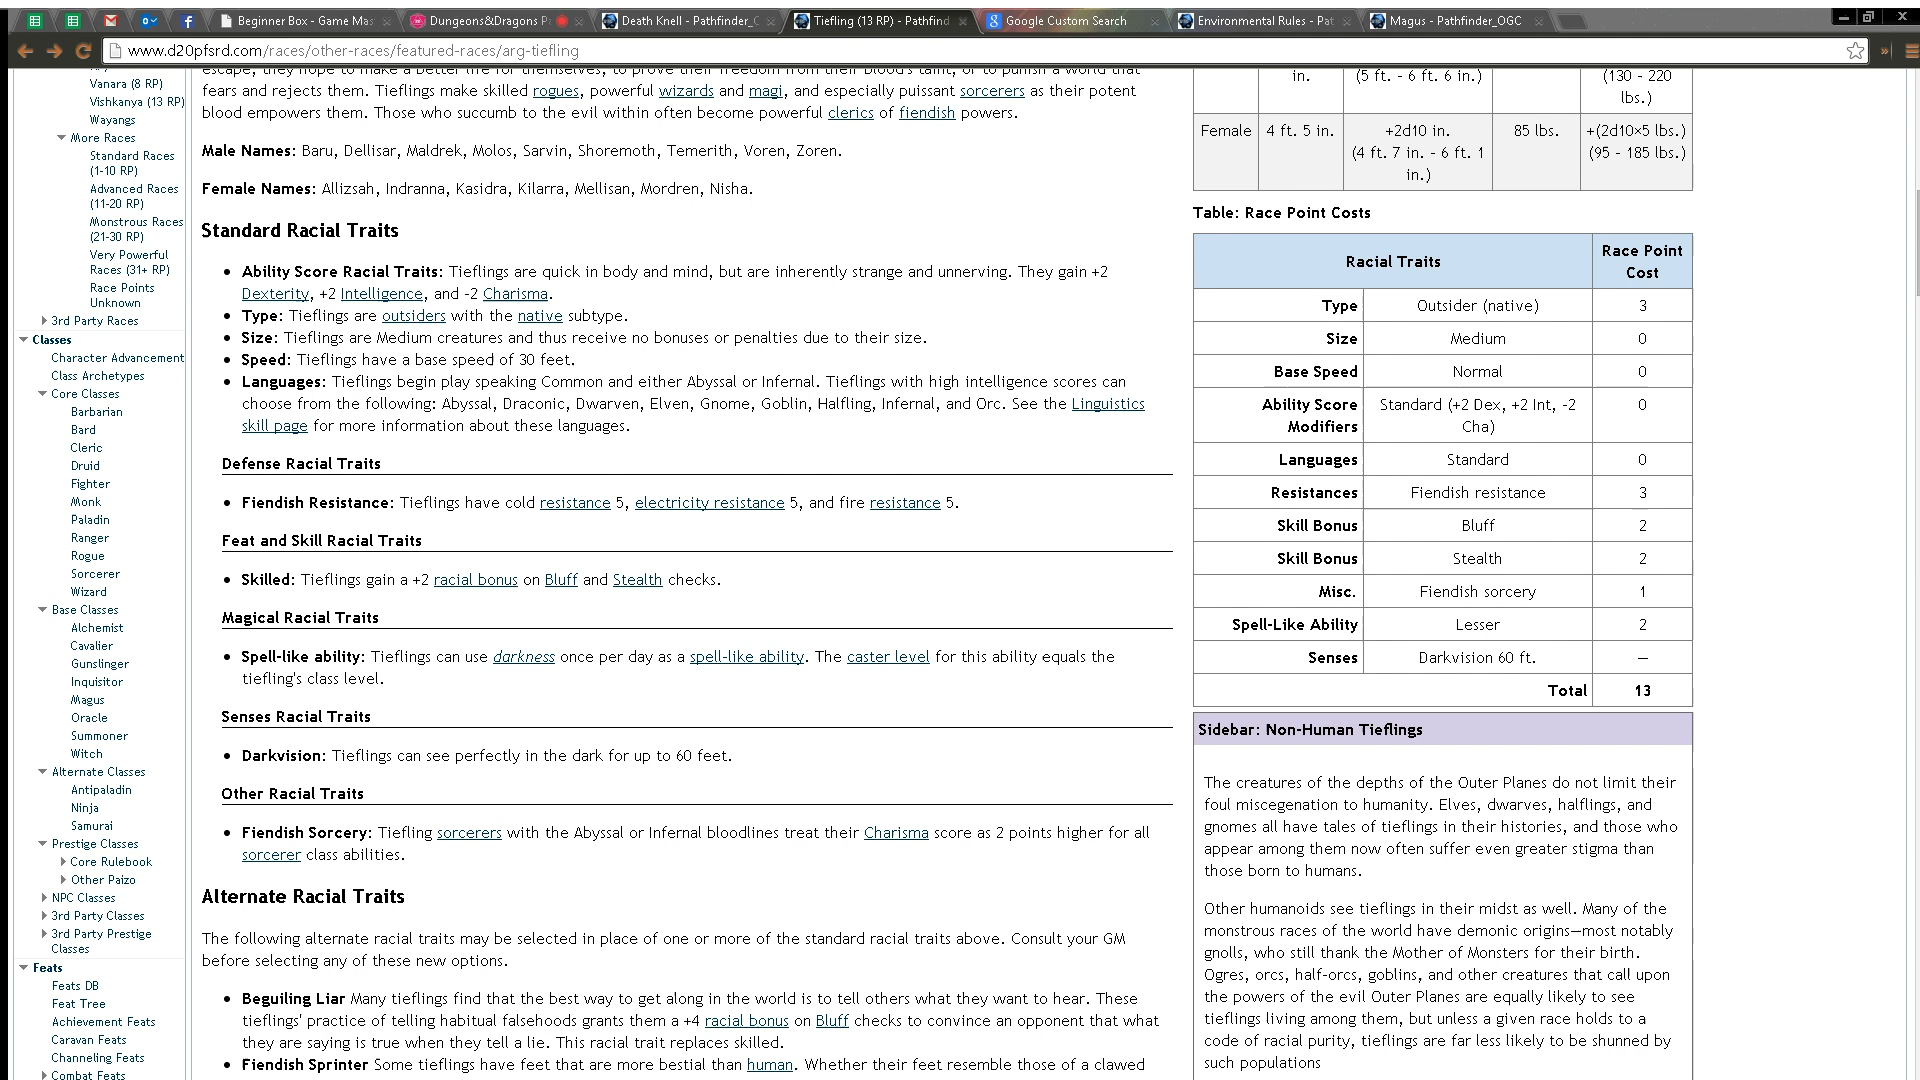 Beginner Box - Game Mas
Dungeons&Dragons P
Death Knell - Pathfinder_O
Tiefling (13 RP) - Pathfind
Google Custom Search
Environmental Rules - Pat
Magus - Pathfinder_OGC
www.d20pfsrd.com/races/other-races/featured-races/arg-tiefling
Vanara (8 RP)
Vishkanya (13 RP)
Wayangs
More Races
Standard Races
(1-10 RP)
Advanced Races
(11-20 RP)
Monstrous Races
(21-30 RP)
Very Powerful
Races (31+ RP)
Race Points
Unknown
3rd Party Races
Classes
Character Advancement
Class Archetypes
Core Classes
Barbarian
Bard
Cleric
Druid
Fighter
Monk
Paladin
Ranger
Rogue
Sorcerer
Wizard
Base Classes
Alchemist
Cavalier
Gunslinger
Inquisitor
Magus
Oracle
Summoner
Witch
Alternate Classes
Antipaladin
Ninja
Samurai
Prestige Classes
Core Rulebook
Other Paizo
NPC Classes
3rd Party Classes
3rd Party Prestige
Classes
Feats
Feats DB
Feat Tree
Achievement Feats
Caravan Feats
Channeling Feats
Combat Feats
escape, they hope to make a better life for themselves, to prove their freedom from their blood's taint, or to punish a world that
fears and rejects them. Tieflings make skilled rogues, powerful wizards and magi, and especially puissant sorcerers as their potent
blood empowers them. Those who succumb to the evil within often become powerful clerics of fiendish powers.
Male Names: Baru, Dellisar, Maldrek, Molos, Sarvin, Shoremoth, Temerith, Voren, Zoren.
Female Names: Allizsah, Indranna, Kasidra, Kilarra, Mellisan, Mordren, Nisha.
Standard Racial Traits
• Ability Score Racial Traits: Tieflings are quick in body and mind, but are inherently strange and unnerving. They gain +2
Dexterity, +2 Intelligence, and -2 Charisma.
• Type: Tieflings are outsiders with the native subtype.
• Size: Tieflings are Medium creatures and thus receive no bonuses or penalties due to their size.
• Speed: Tieflings have a base speed of 30 feet.
• Languages: Tieflings begin play speaking Common and either Abyssal or Infernal. Tieflings with high intelligence scores can
choose from the following: Abyssal, Draconic, Dwarven, Elven, Gnome, Goblin, Halfling, Infernal, and Orc. See the Linguistics
skill page for more information about these languages.
Defense Racial Traits
• Fiendish Resistance: Tieflings have cold resistance 5, electricity resistance 5, and fire resistance 5.
Feat and Skill Racial Traits
• Skilled: Tieflings gain a +2 racial bonus on Bluff and Stealth checks.
Magical Racial Traits
• Spell-like ability: Tieflings can use darkness once per day as a spell-like ability. The caster level for this ability equals the
tiefling's class level.
Senses Racial Traits
• Darkvision: Tieflings can see perfectly in the dark for up to 60 feet.
Other Racial Traits
• Fiendish Sorcery: Tiefling sorcerers with the Abyssal or Infernal bloodlines treat their Charisma score as 2 points higher for all
sorcerer class abilities.
Alternate Racial Traits
The following alternate racial traits may be selected in place of one or more of the standard racial traits above. Consult your GM
before selecting any of these new options.
• Beguiling Liar Many tieflings find that the best way to get along in the world is to tell others what they want to hear. These
tieflings' practice of telling habitual falsehoods grants them a +4 racial bonus on Bluff checks to convince an opponent that what
they are saying is true when they tell a lie. This racial trait replaces skilled.
• Fiendish Sprinter Some tieflings have feet that are more bestial than human. Whether their feet resemble those of a clawed
in. (5 ft. - 6 ft. 6 in.) (130 - 220
lbs.)
Female 4 ft. 5 in. +2d10 in. 85 lbs. +(2d10×5 lbs.)
(4 ft. 7 in. - 6 ft. 1 (95 - 185 lbs.)
in.)
Table: Race Point Costs
Racial Traits Race Point
Cost
Type Outsider (native) 3
Size Medium 0
Base Speed Normal 0
Ability Score Standard (+2 Dex, +2 Int, -2 0
Modifiers Cha)
Languages Standard 0
Resistances Fiendish resistance 3
Skill Bonus Bluff 2
Skill Bonus Stealth 2
Misc. Fiendish sorcery 1
Spell-Like Ability Lesser 2
Senses Darkvision 60 ft. —
Total 13
Sidebar: Non-Human Tieflings
The creatures of the depths of the Outer Planes do not limit their
foul miscegenation to humanity. Elves, dwarves, halflings, and
gnomes all have tales of tieflings in their histories, and those who
appear among them now often suffer even greater stigma than
those born to humans.
Other humanoids see tieflings in their midst as well. Many of the
monstrous races of the world have demonic origins—most notably
gnolls, who still thank the Mother of Monsters for their birth.
Ogres, orcs, half-orcs, goblins, and other creatures that call upon
the powers of the evil Outer Planes are equally likely to see
tieflings living among them, but unless a given race holds to a
code of racial purity, tieflings are far less likely to be shunned by
such populations